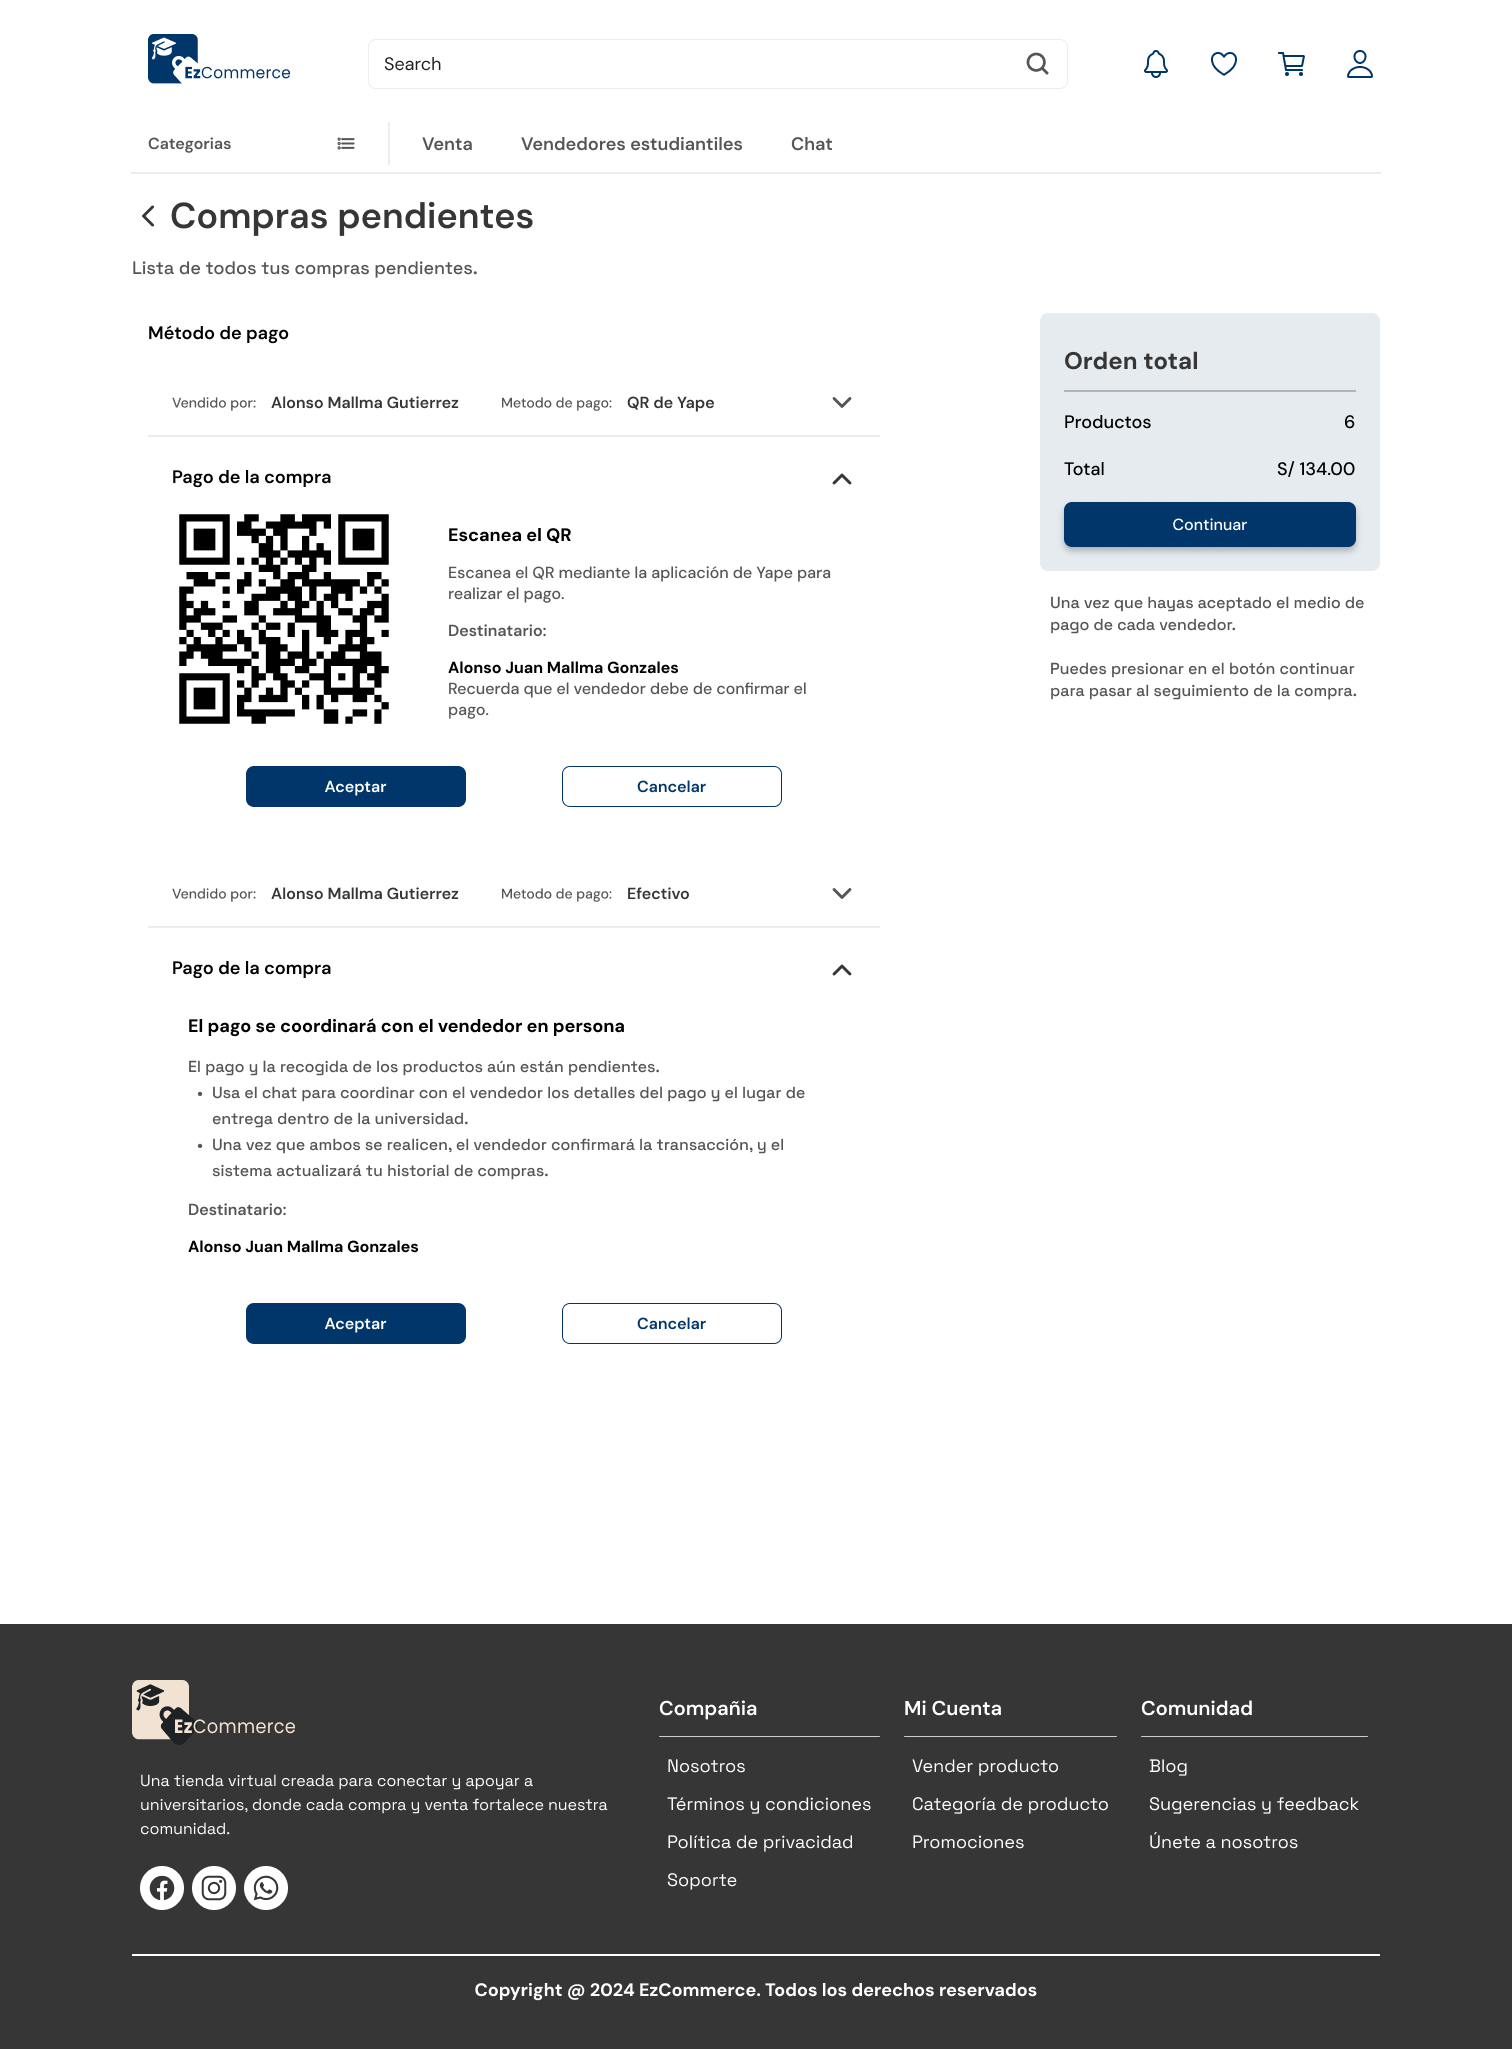 EzCommerce
Search
Categorias
Venta
Vendedores estudiantiles
Chat
Compras pendientes
Lista de todos tus compras pendientes.
Método de pago
Vendido por: Alonso Mallma Gutierrez Metodo de pago: QR de Yape
Pago de la compra
Escanea el QR
Escanea el QR mediante la aplicación de Yape para
realizar el pago.
Destinatario:
Alonso Juan Mallma Gonzales
Recuerda que el vendedor debe de confirmar el
pago.
Aceptar
Cancelar
Vendido por: Alonso Mallma Gutierrez Metodo de pago: Efectivo
Pago de la compra
El pago se coordinará con el vendedor en persona
El pago y la recogida de los productos aún están pendientes.
• Usa el chat para coordinar con el vendedor los detalles del pago y el lugar de
entrega dentro de la universidad.
• Una vez que ambos se realicen, el vendedor confirmará la transacción, y el
sistema actualizará tu historial de compras.
Destinatario:
Alonso Juan Mallma Gonzales
Aceptar
Cancelar
Orden total
Productos 6
Total S/ 134.00
Continuar
Una vez que hayas aceptado el medio de
pago de cada vendedor.
Puedes presionar en el botón continuar
para pasar al seguimiento de la compra.
EzCommerce
Una tienda virtual creada para conectar y apoyar a
universitarios, donde cada compra y venta fortalece nuestra
comunidad.
Compañia
Nosotros
Términos y condiciones
Política de privacidad
Soporte
Mi Cuenta
Vender producto
Categoría de producto
Promociones
Comunidad
Blog
Sugerencias y feedback
Únete a nosotros
Copyright @ 2024 EzCommerce. Todos los derechos reservados